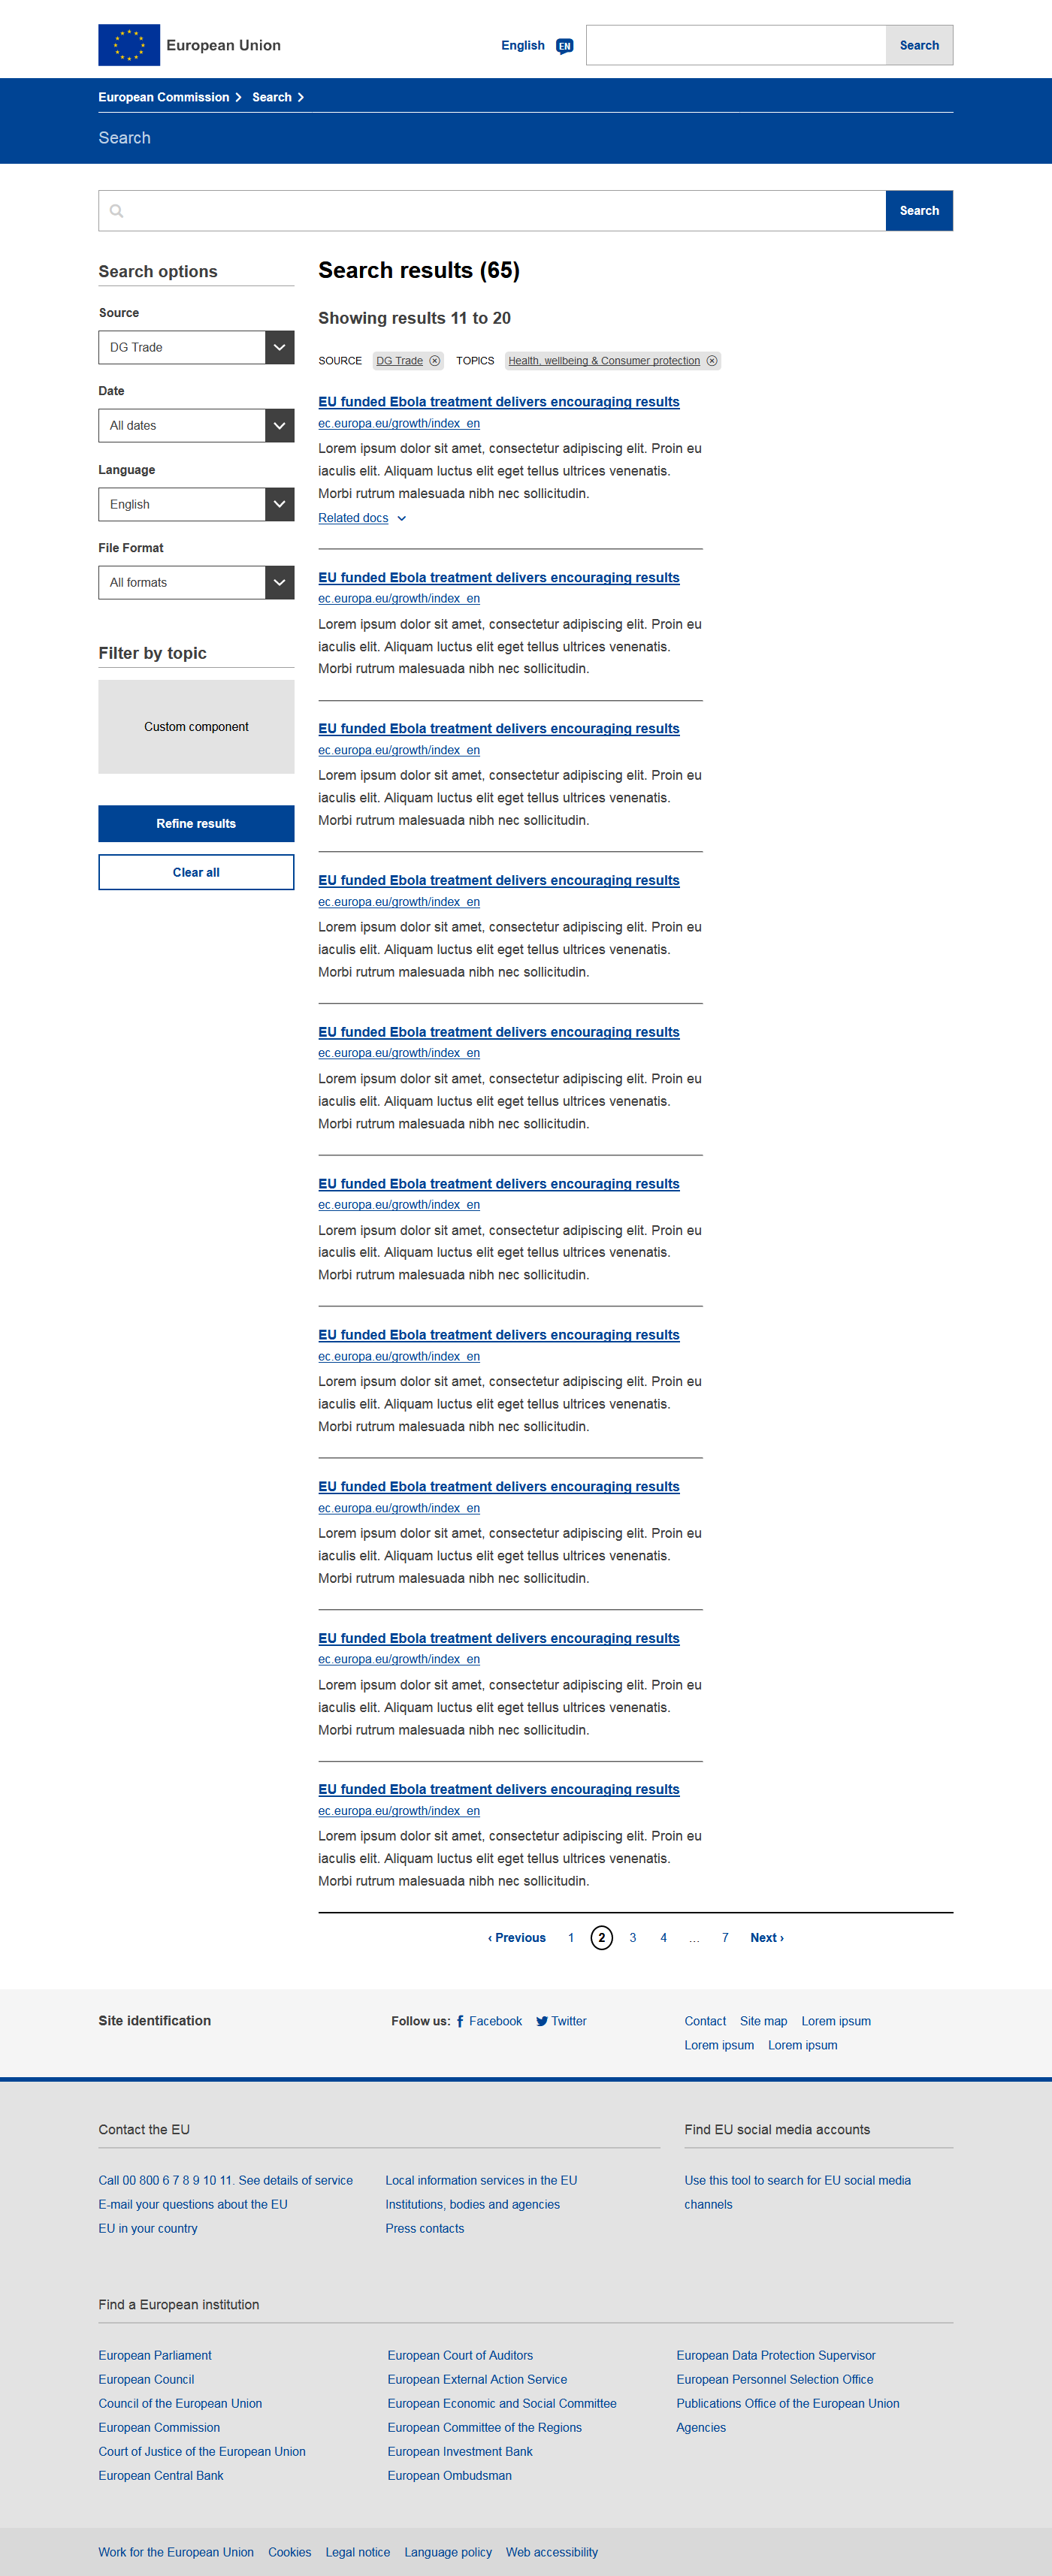 European Union
English EN Search
European Commission Search
Search
Search
Search options
Source
DG Trade
Date
All dates
Language
English
File Format
All formats
Filter by topic
Custom component
Refine results
Clear all
Search results (65)
Showing results 11 to 20
SOURCE DG Trade TOPICS Health, wellbeing & Consumer protection
EU funded Ebola treatment delivers encouraging results
ec.europa.eu/growth/index_en
Lorem ipsum dolor sit amet, consectetur adipiscing elit. Proin eu
iaculis elit. Aliquam luctus elit eget tellus ultrices venenatis.
Morbi rutrum malesuada nibh nec sollicitudin.
Related docs
EU funded Ebola treatment delivers encouraging results
ec.europa.eu/growth/index_en
Lorem ipsum dolor sit amet, consectetur adipiscing elit. Proin eu
iaculis elit. Aliquam luctus elit eget tellus ultrices venenatis.
Morbi rutrum malesuada nibh nec sollicitudin.
EU funded Ebola treatment delivers encouraging results
ec.europa.eu/growth/index_en
Lorem ipsum dolor sit amet, consectetur adipiscing elit. Proin eu
iaculis elit. Aliquam luctus elit eget tellus ultrices venenatis.
Morbi rutrum malesuada nibh nec sollicitudin.
EU funded Ebola treatment delivers encouraging results
ec.europa.eu/growth/index_en
Lorem ipsum dolor sit amet, consectetur adipiscing elit. Proin eu
iaculis elit. Aliquam luctus elit eget tellus ultrices venenatis.
Morbi rutrum malesuada nibh nec sollicitudin.
EU funded Ebola treatment delivers encouraging results
ec.europa.eu/growth/index_en
Lorem ipsum dolor sit amet, consectetur adipiscing elit. Proin eu
iaculis elit. Aliquam luctus elit eget tellus ultrices venenatis.
Morbi rutrum malesuada nibh nec sollicitudin.
EU funded Ebola treatment delivers encouraging results
ec.europa.eu/growth/index_en
Lorem ipsum dolor sit amet, consectetur adipiscing elit. Proin eu
iaculis elit. Aliquam luctus elit eget tellus ultrices venenatis.
Morbi rutrum malesuada nibh nec sollicitudin.
EU funded Ebola treatment delivers encouraging results
ec.europa.eu/growth/index_en
Lorem ipsum dolor sit amet, consectetur adipiscing elit. Proin eu
iaculis elit. Aliquam luctus elit eget tellus ultrices venenatis.
Morbi rutrum malesuada nibh nec sollicitudin.
EU funded Ebola treatment delivers encouraging results
ec.europa.eu/growth/index_en
Lorem ipsum dolor sit amet, consectetur adipiscing elit. Proin eu
iaculis elit. Aliquam luctus elit eget tellus ultrices venenatis.
Morbi rutrum malesuada nibh nec sollicitudin.
EU funded Ebola treatment delivers encouraging results
ec.europa.eu/growth/index_en
Lorem ipsum dolor sit amet, consectetur adipiscing elit. Proin eu
iaculis elit. Aliquam luctus elit eget tellus ultrices venenatis.
Morbi rutrum malesuada nibh nec sollicitudin.
EU funded Ebola treatment delivers encouraging results
ec.europa.eu/growth/index_en
Lorem ipsum dolor sit amet, consectetur adipiscing elit. Proin eu
iaculis elit. Aliquam luctus elit eget tellus ultrices venenatis.
Morbi rutrum malesuada nibh nec sollicitudin.
‹ Previous 1 2 3 4 … 7 Next ›
Site identification
Follow us: Facebook Twitter
Contact Site map Lorem ipsum
Lorem ipsum Lorem ipsum
Contact the EU
Call 00 800 6 7 8 9 10 11. See details of service
E-mail your questions about the EU
EU in your country
Local information services in the EU
Institutions, bodies and agencies
Press contacts
Find EU social media accounts
Use this tool to search for EU social media
channels
Find a European institution
European Parliament
European Council
Council of the European Union
European Commission
Court of Justice of the European Union
European Central Bank
European Court of Auditors
European External Action Service
European Economic and Social Committee
European Committee of the Regions
European Investment Bank
European Ombudsman
European Data Protection Supervisor
European Personnel Selection Office
Publications Office of the European Union
Agencies
Work for the European Union Cookies Legal notice Language policy Web accessibility